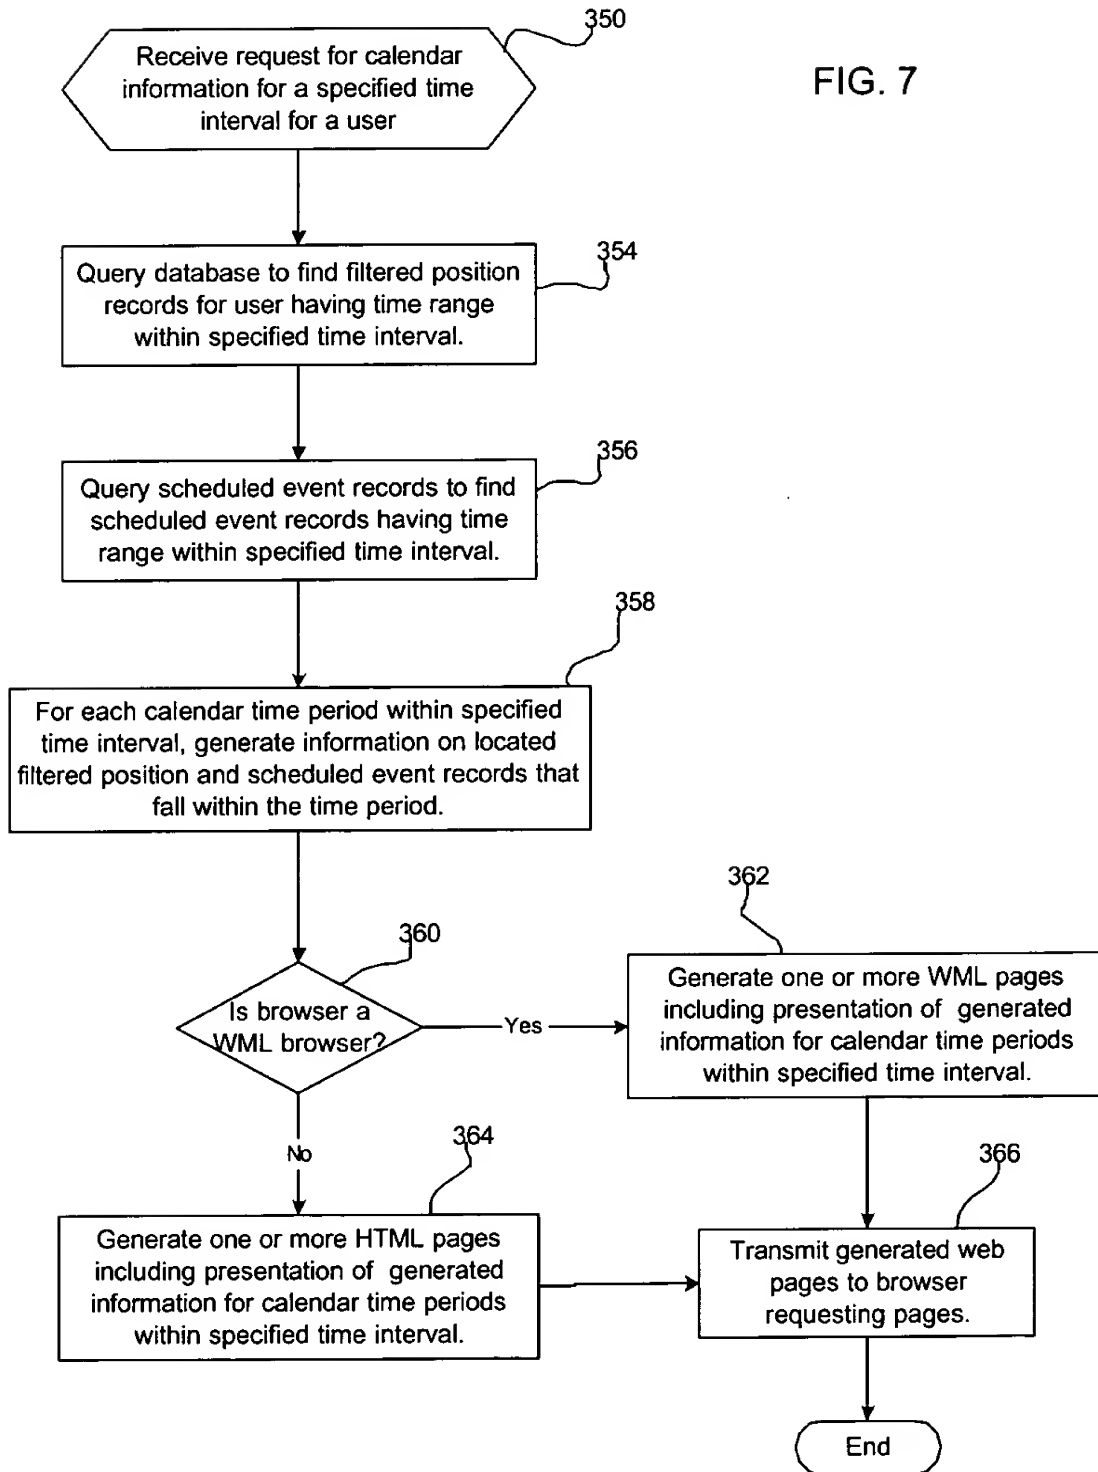 350
Receive request for calendar
information for a specified time
interval for a user
FIG. 7
354
Query database to find filtered position
records for user having time range
within specified time interval.
356
Query scheduled event records to find
scheduled event records having time
range within specified time interval.
358
For each calendar time period within specified
time interval, generate information on located
filtered position and scheduled event records that
fall within the time period.
360
Is browser a
WML browser?
Yes
362
Generate one or more WML pages
including presentation of generated
information for calendar time periods
within specified time interval.
No
364
Generate one or more HTML pages
including presentation of generated
information for calendar time periods
within specified time interval.
366
Transmit generated web
pages to browser
requesting pages.
End